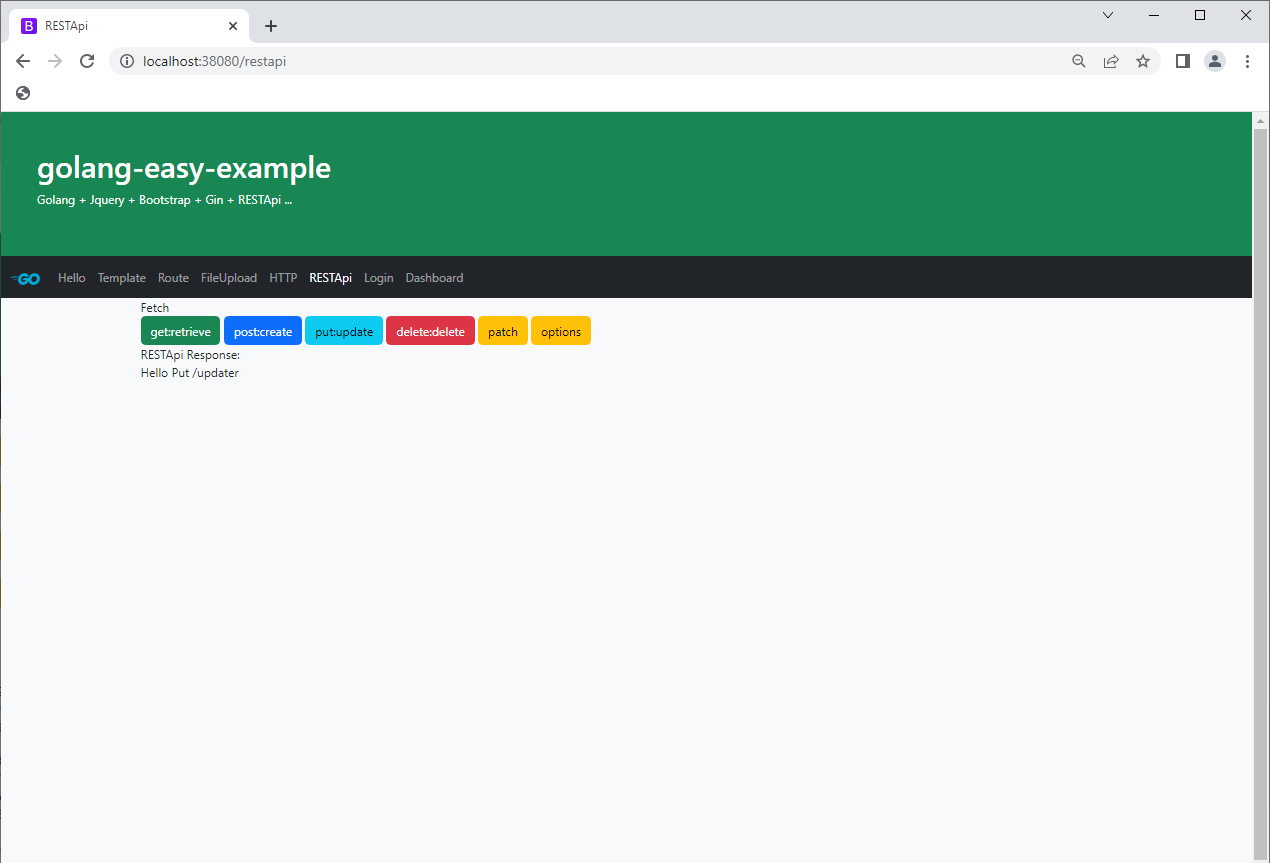 RESTApi
localhost:38080/restapi
golang-easy-example
Golang + Jquery + Bootstrap + Gin + RESTApi ...
GO Hello Template Route FileUpload HTTP RESTApi Login Dashboard
Fetch
get:retrieve post:create put:update delete:delete patch options
RESTApi Response:
Hello Put /updater